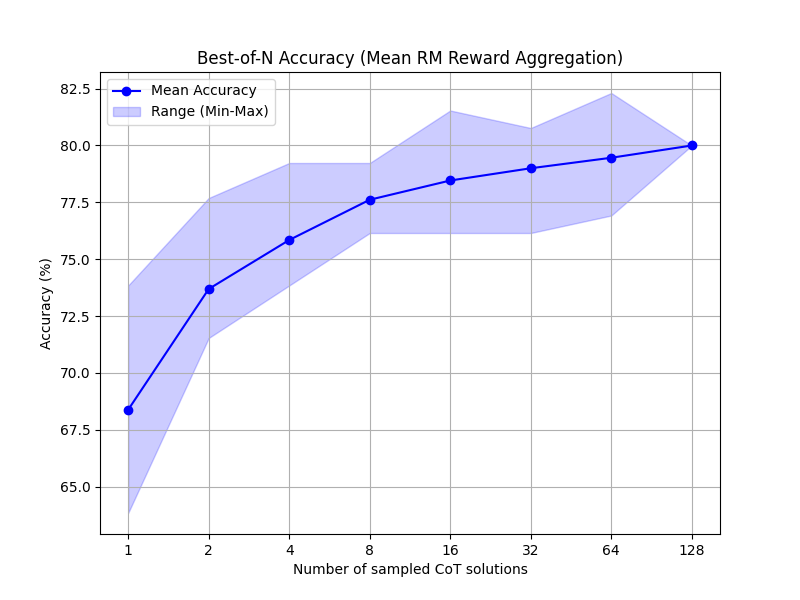 Best-of-N Accuracy (Mean RM Reward Aggregation)
Mean Accuracy
Range (Min-Max)
82.5
80.0
77.5
75.0
72.5
70.0
67.5
65.0
Accuracy (%)
1 2 4 8 16 32 64 128
Number of sampled CoT solutions